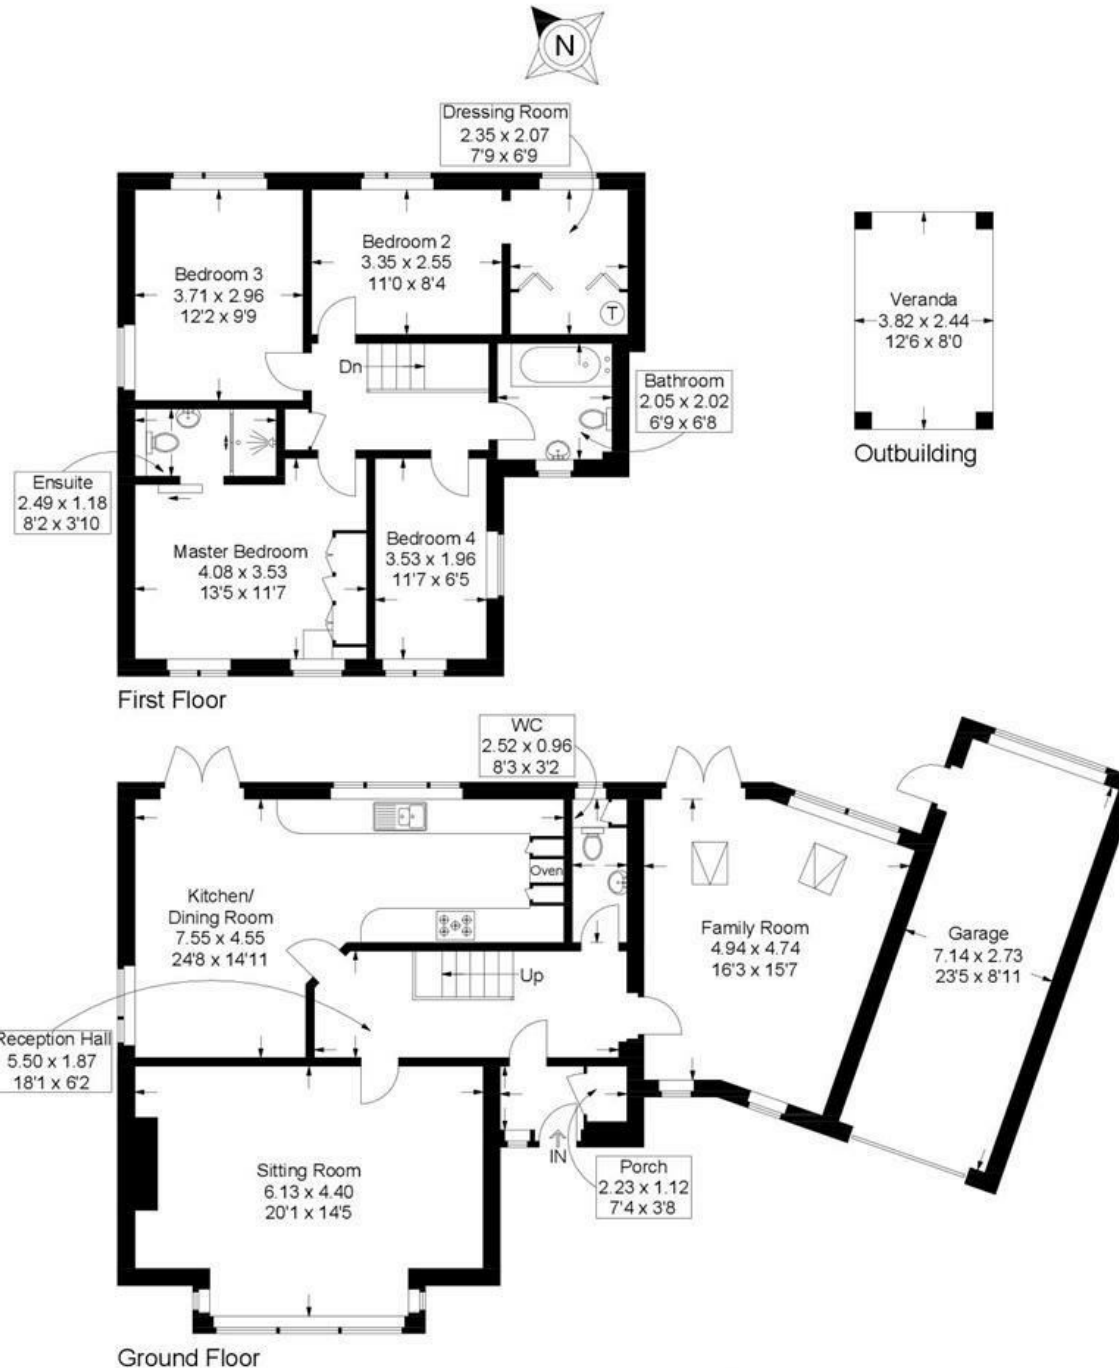 N
Dressing Room
2.35 x 2.07
7'9 x 6'9
Bedroom 2
3.35 x 2.55
11'0 x 8'4
Bedroom 3
3.71 x 2.96
12'2 x 9'9
T
Veranda
3.82 x 2.44
12'6 x 8'0
Outbuilding
Dn
Bathroom
2.05 x 2.02
6'9 x 6'8
Ensuite
2.49 x 1.18
8'2 x 3'10
Master Bedroom
4.08 x 3.53
13'5 x 11'7
Bedroom 4
3.53 x 1.96
11'7 x 6'5
First Floor
WC
2.52 x 0.96
8'3 x 3'2
Oven
Kitchen/
Dining Room
7.55 x 4.55
24'8 x 14'11
Family Room
4.94 x 4.74
16'3 x 15'7
Garage
7.14 x 2.73
23'5 x 8'11
Up
Reception Hall
5.50 x 1.87
18'1 x 6'2
IN
Sitting Room
6.13 x 4.40
20'1 x 14'5
Porch
2.23 x 1.12
7'4 x 3'8
Ground Floor